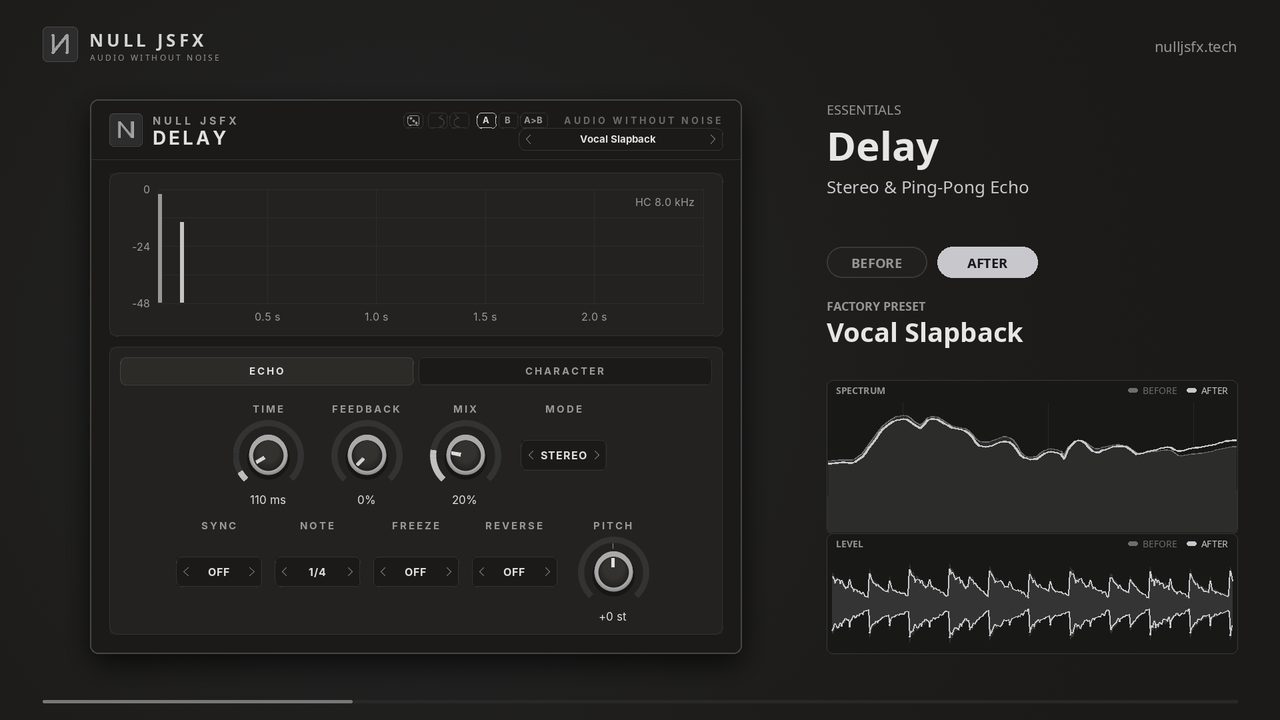 NULL JSFX
AUDIO WITHOUT NOISE
nulljsfx.tech
N
NULL JSFX
DELAY
A B A>B
AUDIO WITHOUT NOISE
Vocal Slapback
0
-24
-48
HC 8.0 kHz
0.5 s 1.0 s 1.5 s 2.0 s
ECHO CHARACTER
TIME FEEDBACK MIX MODE
STEREO
110 ms 0% 20%
SYNC NOTE FREEZE REVERSE PITCH
OFF 1/4 OFF OFF
+0 st
ESSENTIALS
Delay
Stereo & Ping-Pong Echo
BEFORE AFTER
FACTORY PRESET
Vocal Slapback
SPECTRUM BEFORE AFTER
LEVEL BEFORE AFTER